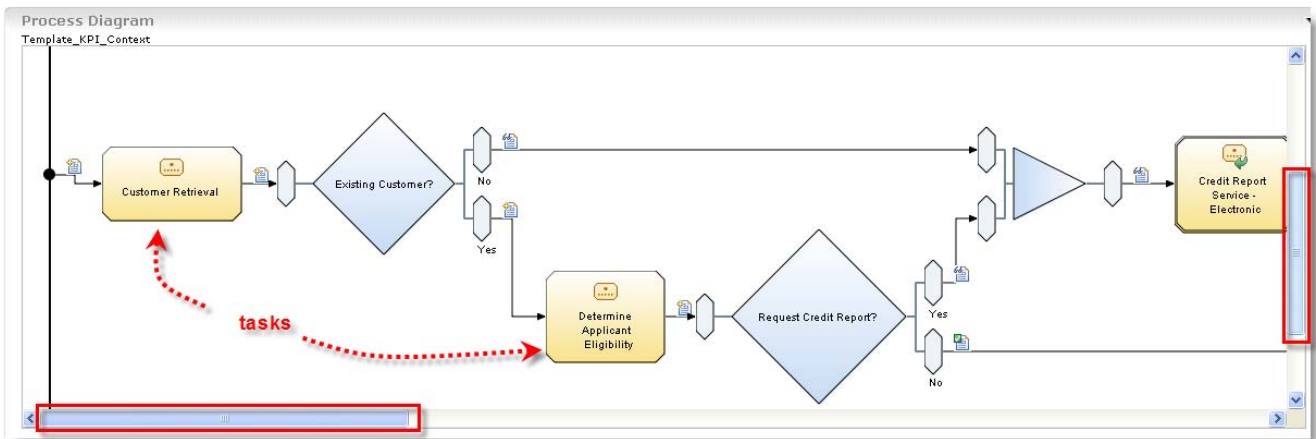 Process Diagram
Template_KPI_Context
Customer Retrieval
Existing Customer?
No
Yes
Credit Report
Service -
Electronic
tasks
Determine
Applicant
Eligibility
Request Credit Report?
Yes
No